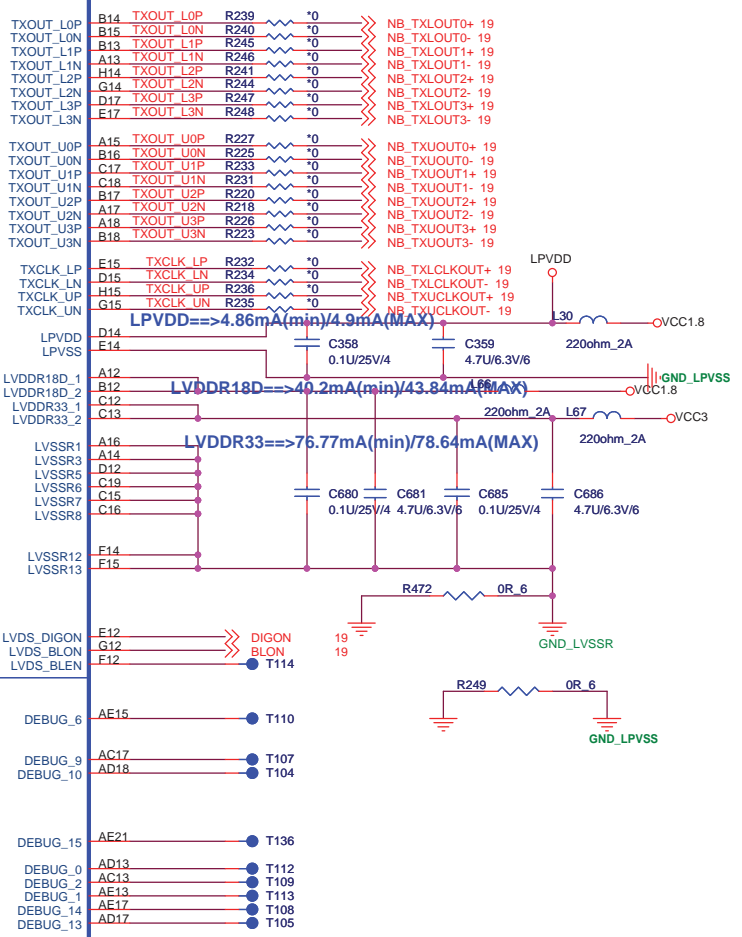 TXOUT_L0P B14 TXOUT_L0P R239 *0 NB_TXLOUT0+ 19
TXOUT_L0N B15 TXOUT_L0N R240 *0 NB_TXLOUT0- 19
TXOUT_L1P B13 TXOUT_L1P R245 *0 NB_TXLOUT1+ 19
TXOUT_L1N A13 TXOUT_L1N R246 *0 NB_TXLOUT1- 19
TXOUT_L2P H14 TXOUT_L2P R241 *0 NB_TXLOUT2+ 19
TXOUT_L2N G14 TXOUT_L2N R244 *0 NB_TXLOUT2- 19
TXOUT_L3P D17 TXOUT_L3P R247 *0 NB_TXLOUT3+ 19
TXOUT_L3N E17 TXOUT_L3N R248 *0 NB_TXLOUT3- 19
TXOUT_U0P A15 TXOUT_U0P R227 *0 NB_TXUOUT0+ 19
TXOUT_U0N B16 TXOUT_U0N R225 *0 NB_TXUOUT0- 19
TXOUT_U1P C17 TXOUT_U1P R233 *0 NB_TXUOUT1+ 19
TXOUT_U1N C18 TXOUT_U1N R231 *0 NB_TXUOUT1- 19
TXOUT_U2P B17 TXOUT_U2P R220 *0 NB_TXUOUT2+ 19
TXOUT_U2N A17 TXOUT_U2N R218 *0 NB_TXUOUT2- 19
TXOUT_U3P A18 TXOUT_U3P R226 *0 NB_TXUOUT3+ 19
TXOUT_U3N B18 TXOUT_U3N R223 *0 NB_TXUOUT3- 19
LPVDD
TXCLK_LP E15 TXCLK_LP R232 *0 NB_TXLCLKOUT+ 19
TXCLK_LN D15 TXCLK_LN R234 *0 NB_TXLCLKOUT- 19
TXCLK_UP H15 TXCLK_UP R236 *0 NB_TXUCLKOUT+ 19
TXCLK_UN G15 TXCLK_UN R235 *0 NB_TXUCLKOUT- 19
LPVDD==>4.86mA(min)/4.9mA(MAX) L30 VCC1.8
LPVDD D14 C358 C359 220ohm_2A
LPVSS E14 0.1U/25V/4 4.7U/6.3V/6
LVDDR18D_1 A12 GND_LPVSS
LVDDR18D_2 B12 LVDDR18D==>40.2mA(min)/43.84mA(MAX) L66 VCC1.8
LVDDR33_1 C12 220ohm_2A L67
LVDDR33_2 C13 VCC3
220ohm_2A
LVDDR33==>76.77mA(min)/78.64mA(MAX)
LVSSR1 A16
LVSSR3 A14
LVSSR5 D12
LVSSR6 C19
LVSSR7 C15
LVSSR8 C16
C680 C681 C685 C686
0.1U/25V/4 4.7U/6.3V/6 0.1U/25V/4 4.7U/6.3V/6
LVSSR12 F14
LVSSR13 F15
R472 0R_6
LVDS_DIGON E12 DIGON 19
LVDS_BLON G12 BLON 19
LVDS_BLEN F12 T114
GND_LVSSR
R249 0R_6
GND_LPVSS
DEBUG_6 AE15 T110
DEBUG_9 AC17 T107
DEBUG_10 AD18 T104
DEBUG_15 AE21 T136
DEBUG_0 AD13 T112
DEBUG_2 AC13 T109
DEBUG_1 AE13 T113
DEBUG_14 AE17 T108
DEBUG_13 AD17 T105